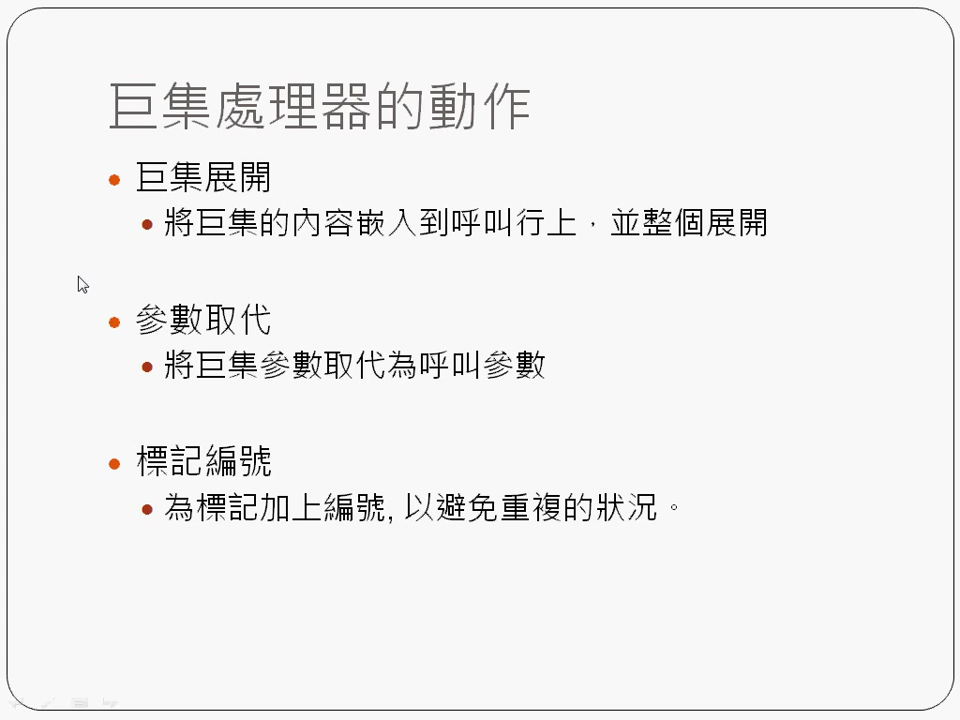 巨集處理器的動作
巨集展開
將巨集的內容嵌入到呼叫行上，並整個展開
參數取代
將巨集參數取代為呼叫參數
標記編號
為標記加上編號, 以避免重複的狀況。